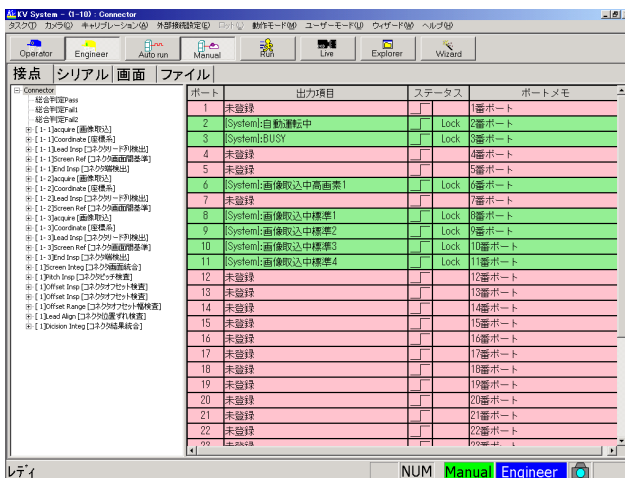 KV System - (1-10) : Connector
タスク(T) カメラ(C) キャリブレーション(A) 外部接続設定(E) ロット(L) 動作モード(M) ユーザーモード(U) ウィザード(W) ヘルプ(H)
Operator Engineer Auto run Manual Run Live Explorer Wizard
接点 シリアル 画面 ファイル
Connector
総合判定Pass
総合判定Fail1
総合判定Fail2
[ 1- 1]acquire [画像取込]
[ 1- 1]Coordinate [座標系]
[ 1- 1]Lead Insp [コネクタリード列検出]
[ 1- 1]Screen Ref [コネクタ画面間基準]
[ 1- 1]End Insp [コネクタ端検出]
[ 1- 2]acquire [画像取込]
[ 1- 2]Coordinate [座標系]
[ 1- 2]Lead Insp [コネクタリード列検出]
[ 1- 2]Screen Ref [コネクタ画面間基準]
[ 1- 2]End Insp [コネクタ端検出]
[ 1- 3]acquire [画像取込]
[ 1- 3]Coordinate [座標系]
[ 1- 3]Lead Insp [コネクタリード列検出]
[ 1- 3]Screen Ref [コネクタ画面間基準]
[ 1- 3]End Insp [コネクタ端検出]
[ 1]Screen Integ [コネクタ画面統合]
[ 1]Pitch Insp [コネクタピッチ検査]
[ 1]Offset Insp [コネクタオフセット検査]
[ 1]Offset Range [コネクタオフセット幅検査]
[ 1]Lead Align [コネクタ位置ずれ検査]
[ 1]Dicision Integ [コネクタ結果統合]
ポート 出力項目 ステータス ポートメモ
1 未登録 1番ポート
2 [System]:自動運転中 Lock 2番ポート
3 [System]:BUSY Lock 3番ポート
4 未登録 4番ポート
5 未登録 5番ポート
6 [System]:画像取込中高画素1 Lock 6番ポート
7 未登録 7番ポート
8 [System]:画像取込中標準1 Lock 8番ポート
9 [System]:画像取込中標準2 Lock 9番ポート
10 [System]:画像取込中標準3 Lock 10番ポート
11 [System]:画像取込中標準4 Lock 11番ポート
12 未登録 12番ポート
13 未登録 13番ポート
14 未登録 14番ポート
15 未登録 15番ポート
16 未登録 16番ポート
17 未登録 17番ポート
18 未登録 18番ポート
19 未登録 19番ポート
20 未登録 20番ポート
21 未登録 21番ポート
22 未登録 22番ポート
23 未登録 23番ポート
レディ NUM Manual Engineer